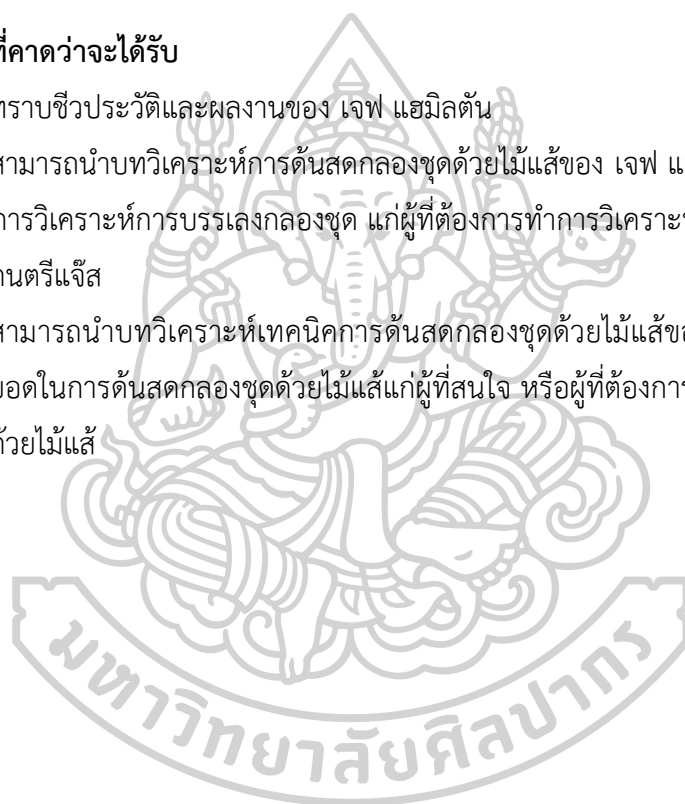 ที่คาดว่าจะได้รับ
ทราบชีวประวัติและผลงานของ เจฟ แฮมิลตัน
สามารถนำบทวิเคราะห์การด้นสดกลองชุดด้วยไม้แส้ของ เจฟ
การวิเคราะห์การบรรเลงกลองชุด แก่ผู้ที่ต้องการทำการวิเคราะห์
ดนตรีแจ๊ส
สามารถนำบทวิเคราะห์เทคนิคการด้นสดกลองชุดด้วยไม้แส้
ในการด้นสดกลองชุดด้วยไม้แส้แก่ผู้ที่สนใจ หรือผู้ที่ต้องการ
ด้วยไม้แส้
มหาวิทยาลัยศิลปากร